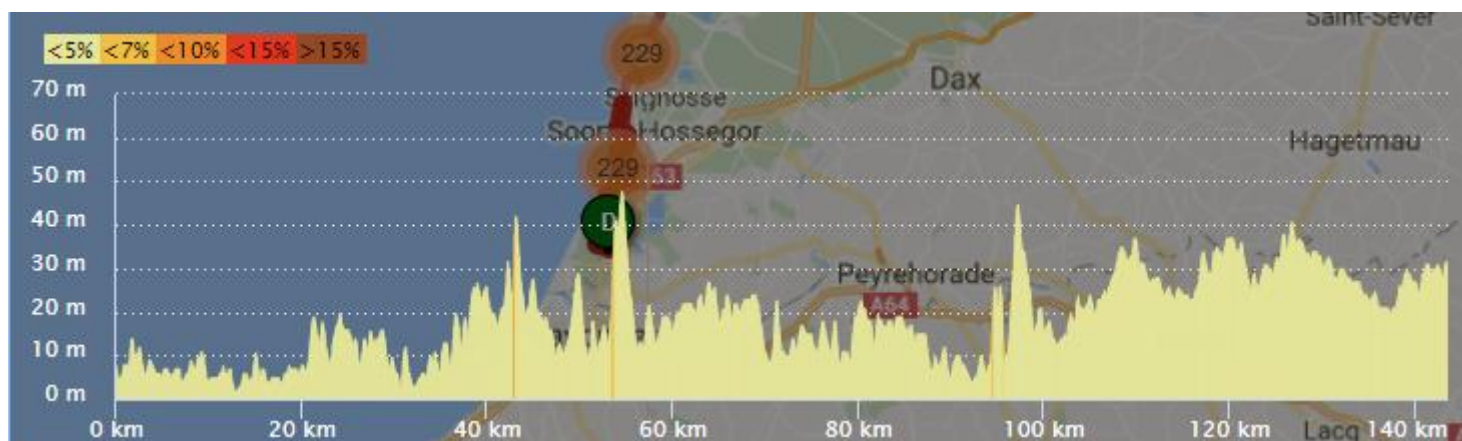 Saint-Sever
<5% <7% <10% <15% >15%
229
Dax
70 m
Seignosse
60 m
Hossegor
Hagetmau
229
50 m
40 m
D
30 m
Peyrehorade
20 m
A64
10 m
0 m
0 km 20 km 40 km 60 km 80 km 100 km 120 km 140 km
Lacq